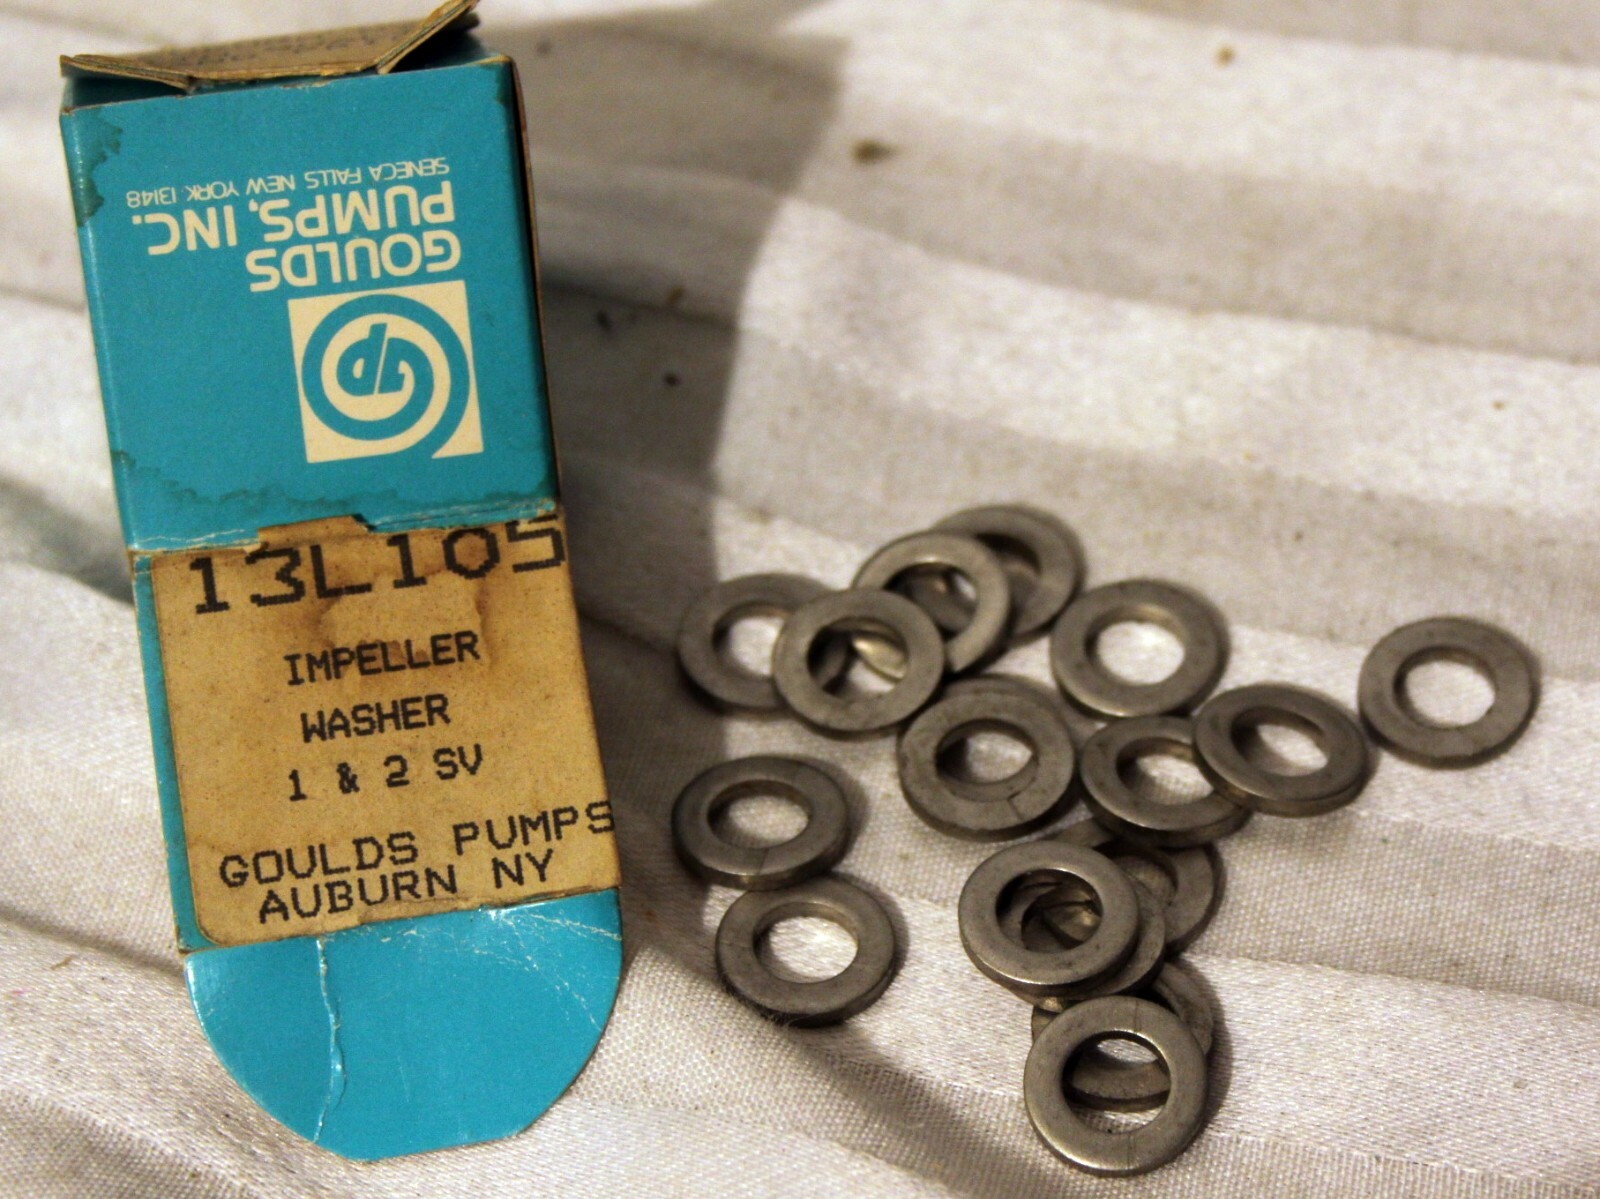 GOULDS
PUMPS, INC.
SENECA FALLS NEW YORK 13148
13L105
IMPELLER
WASHER
1 & 2 SV
GOULDS PUMPS
AUBURN NY